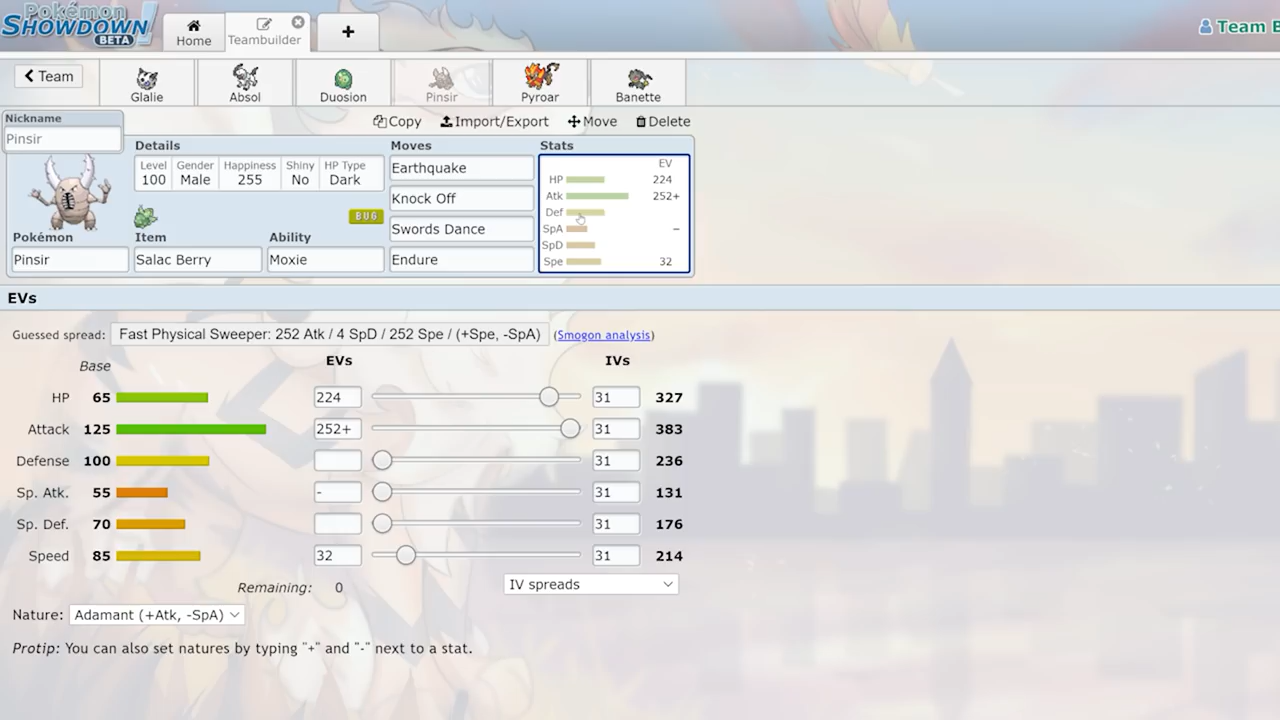 Pokémon
SHOWDOWN!
BETA
Home
Teambuilder
+
Team B
Team
Glalie
Absol
Duosion
Pinsir
Pyroar
Banette
Copy
Import/Export
Move
Delete
Nickname
Pinsir
Details
Level Gender Happiness Shiny HP Type
100 Male 255 No Dark
BUG
Pokémon
Pinsir
Item
Salac Berry
Ability
Moxie
Moves
Earthquake
Knock Off
Swords Dance
Endure
Stats
EV
HP 224
Atk 252+
Def
SpA –
SpD
Spe 32
EVs
Guessed spread: Fast Physical Sweeper: 252 Atk / 4 SpD / 252 Spe / (+Spe, -SpA) (Smogon analysis)
Base EVs IVs
HP 65 224 31 327
Attack 125 252+ 31 383
Defense 100 31 236
Sp. Atk. 55 - 31 131
Sp. Def. 70 31 176
Speed 85 32 31 214
Remaining: 0
IV spreads
Nature: Adamant (+Atk, -SpA)
Protip: You can also set natures by typing "+" and "-" next to a stat.